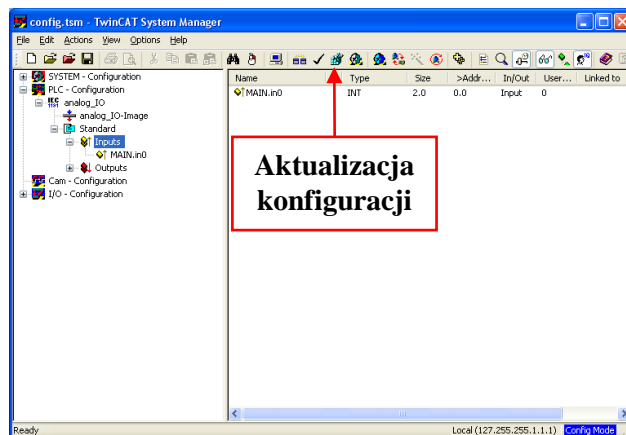 config.tsm - TwinCAT System Manager
File Edit Actions View Options Help
SYSTEM - Configuration
PLC - Configuration
IEC
1131
analog_IO
analog_IO-Image
Standard
Inputs
MAIN.in0
Outputs
Cam - Configuration
I/O - Configuration
Name Type Size >Addr... In/Out User... Linked to
MAIN.in0 INT 2.0 0.0 Input 0
Aktualizacja
konfiguracji
Ready Local (127.255.255.1.1.1) Config Mode